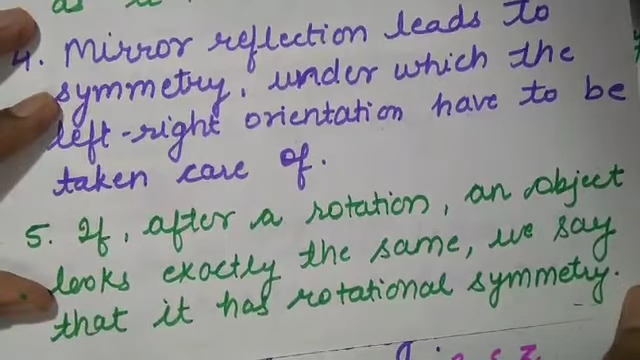 4. Mirror reflection leads to
symmetry, under which the
left-right orientation have to be
taken care of.
5. If, after a rotation, an object
looks exactly the same, we say
that it has rotational symmetry.